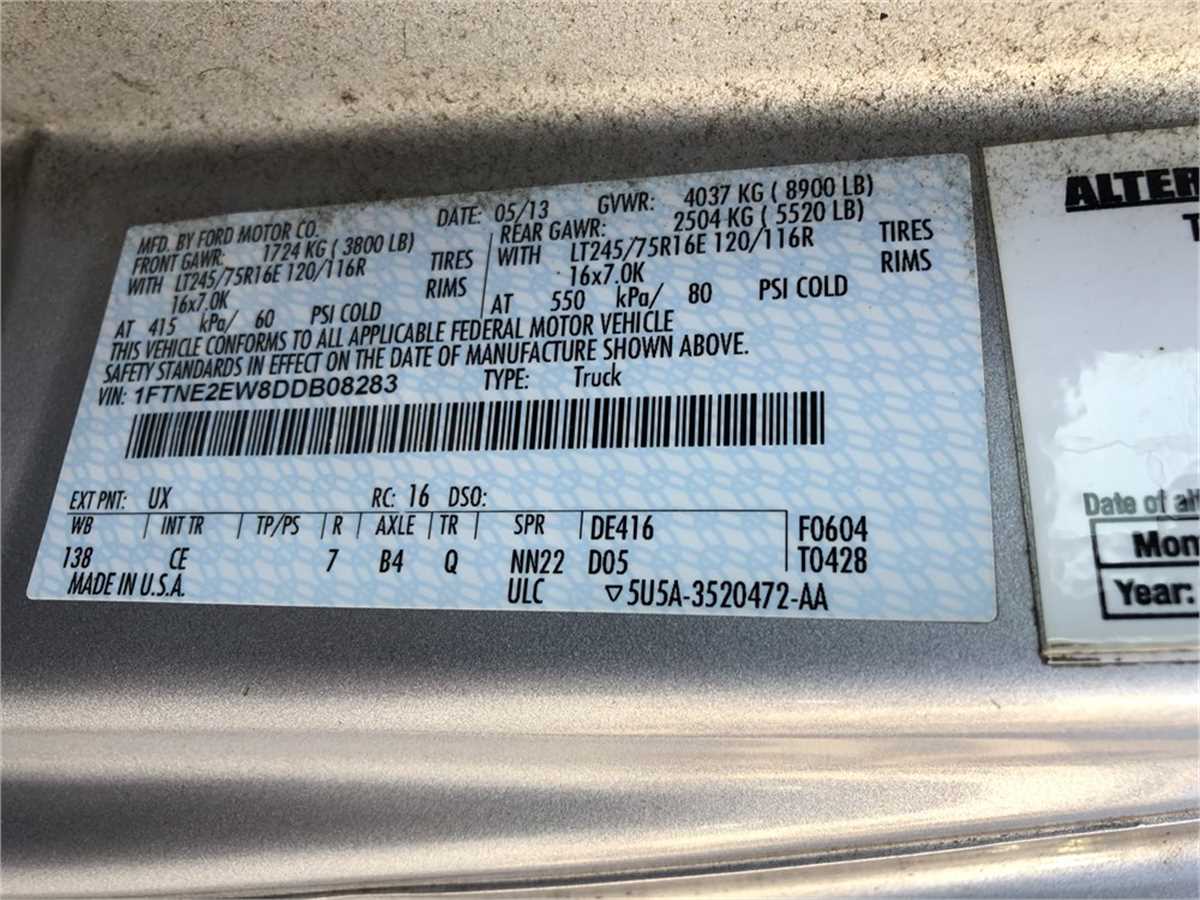 MFD. BY FORD MOTOR CO. DATE: 05/13 GVWR: 4037 KG ( 8900 LB)
FRONT GAWR: 1724 KG ( 3800 LB) REAR GAWR: 2504 KG ( 5520 LB)
WITH LT245/75R16E 120/116R TIRES WITH LT245/75R16E 120/116R TIRES
16x7.0K RIMS 16x7.0K RIMS
AT 415 kPa/ 60 PSI COLD AT 550 kPa/ 80 PSI COLD
THIS VEHICLE CONFORMS TO ALL APPLICABLE FEDERAL MOTOR VEHICLE
SAFETY STANDARDS IN EFFECT ON THE DATE OF MANUFACTURE SHOWN ABOVE.
VIN: 1FTNE2EW8DDB08283 TYPE: Truck
EXT PNT: UX RC: 16 DSO:
WB INT TR TP/PS R AXLE TR SPR DE416 F0604
138 CE 7 B4 Q NN22 D05 T0428
MADE IN U.S.A. ULC ▽5U5A-3520472-AA
ALTER
T
Date of al
Mon
Year: